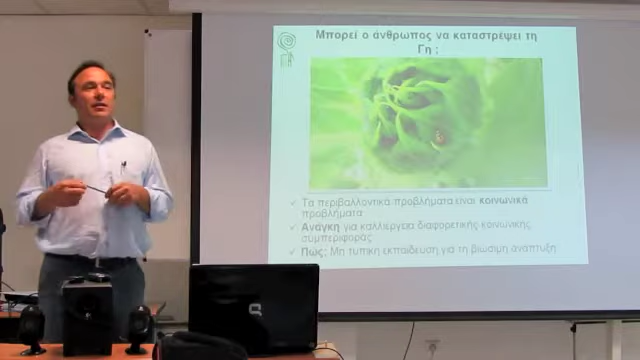 Μπορεί ο άνθρωπος να καταστρέψει τη
Γη ;
✓ Τα περιβαλλοντικά προβλήματα είναι κοινωνικά
προβλήματα
✓ Ανάγκη για καλλιέργεια διαφορετικής κοινωνικής
συμπεριφοράς
✓ Πώς; Μη τυπική εκπαίδευση για τη βιώσιμη ανάπτυξη